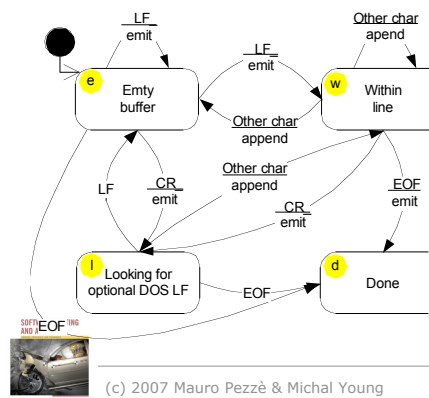 LF
emit
Other char
apend
e
Emty
buffer
LF
emit
w
Within
line
Other char
append
Other char
append
LF
CR
emit
CR
emit
EOF
emit
l
Looking for
optional DOS LF
d
Done
EOF
EOF
(c) 2007 Mauro Pezzè & Michal Young